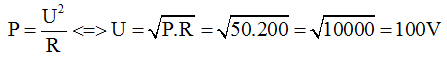 P = U²/R <=> U = √P.R = √50.200 = √10000 = 100V